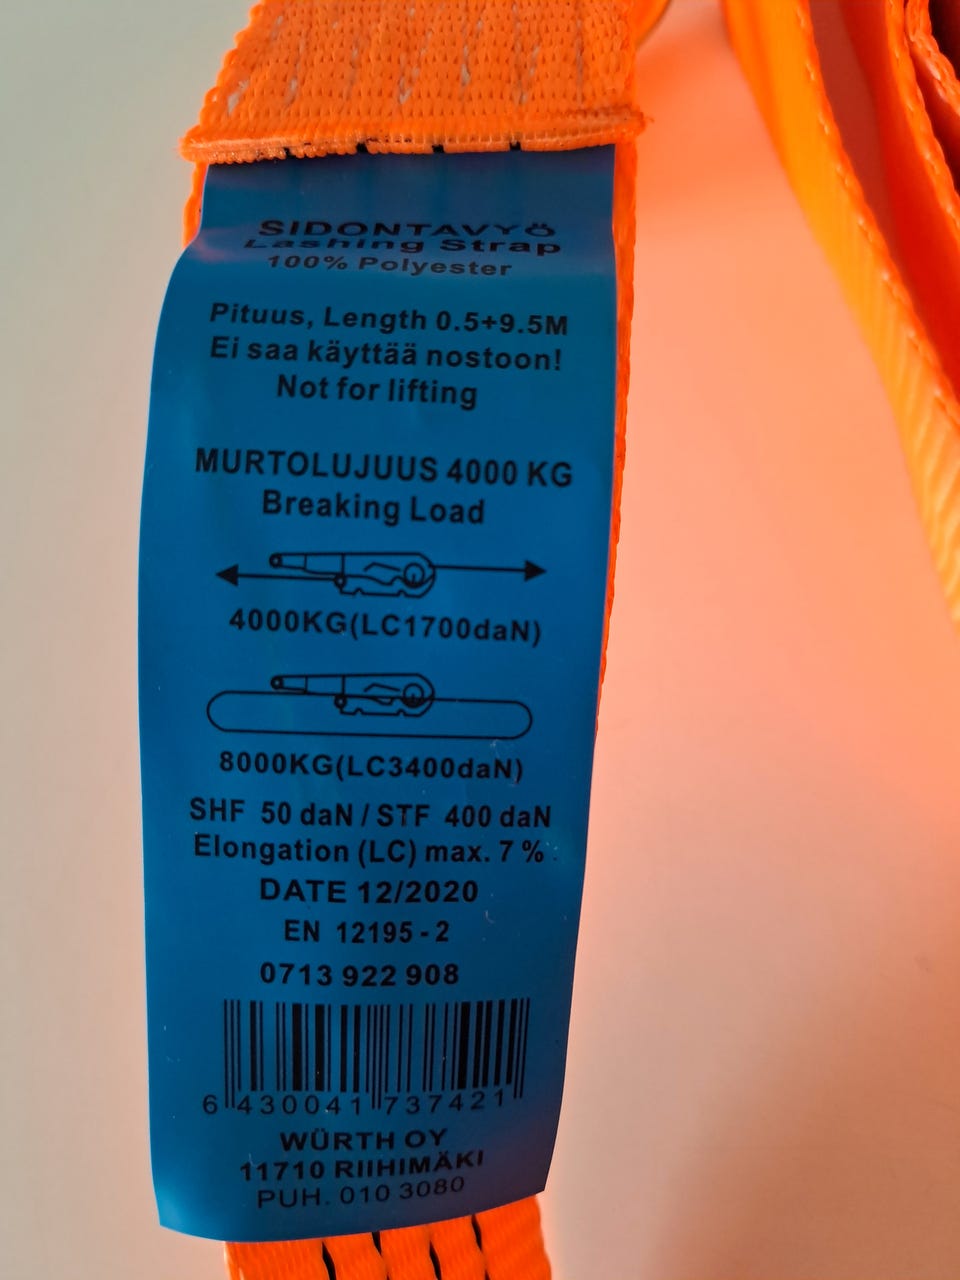 SIDONTAVYÖ
Lashing Strap
100% Polyester
Pituus, Length 0.5+9.5M
Ei saa käyttää nostoon!
Not for lifting
MURTOLUJUUS 4000 KG
Breaking Load
4000KG(LC1700daN)
8000KG(LC3400daN)
SHF 50 daN / STF 400 daN
Elongation (LC) max. 7 %
DATE 12/2020
EN 12195 - 2
0713 922 908
6 430041 737421
WÜRTH OY
11710 RIIHIMÄKI
PUH. 010 3080